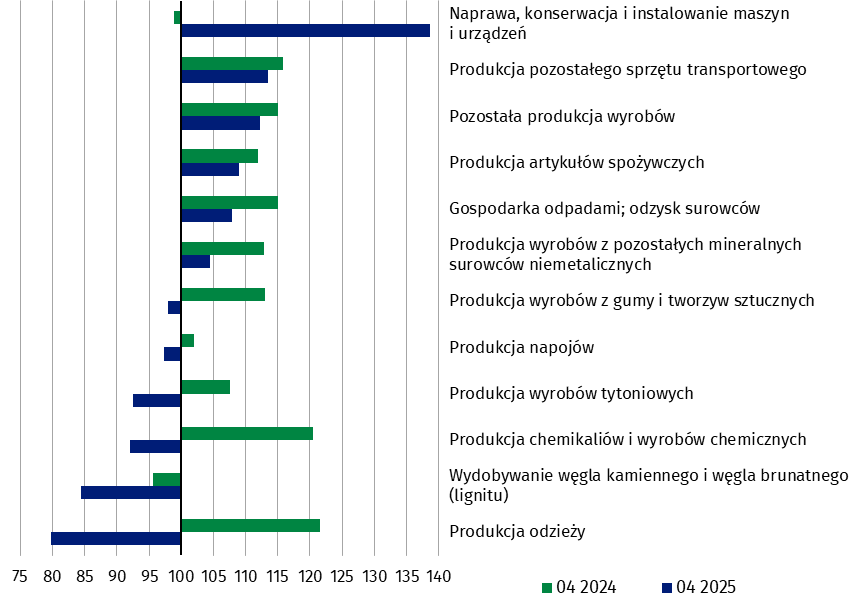 Naprawa, konserwacja i instalowanie maszyn
i urządzeń
Produkcja pozostałego sprzętu transportowego
Pozostała produkcja wyrobów
Produkcja artykułów spożywczych
Gospodarka odpadami; odzysk surowców
Produkcja wyrobów z pozostałych mineralnych
surowców niemetalicznych
Produkcja wyrobów z gumy i tworzyw sztucznych
Produkcja napojów
Produkcja wyrobów tytoniowych
Produkcja chemikaliów i wyrobów chemicznych
Wydobywanie węgla kamiennego i węgla brunatnego
(lignitu)
Produkcja odzieży
75 80 85 90 95 100 105 110 115 120 125 130 135 140
04 2024 04 2025